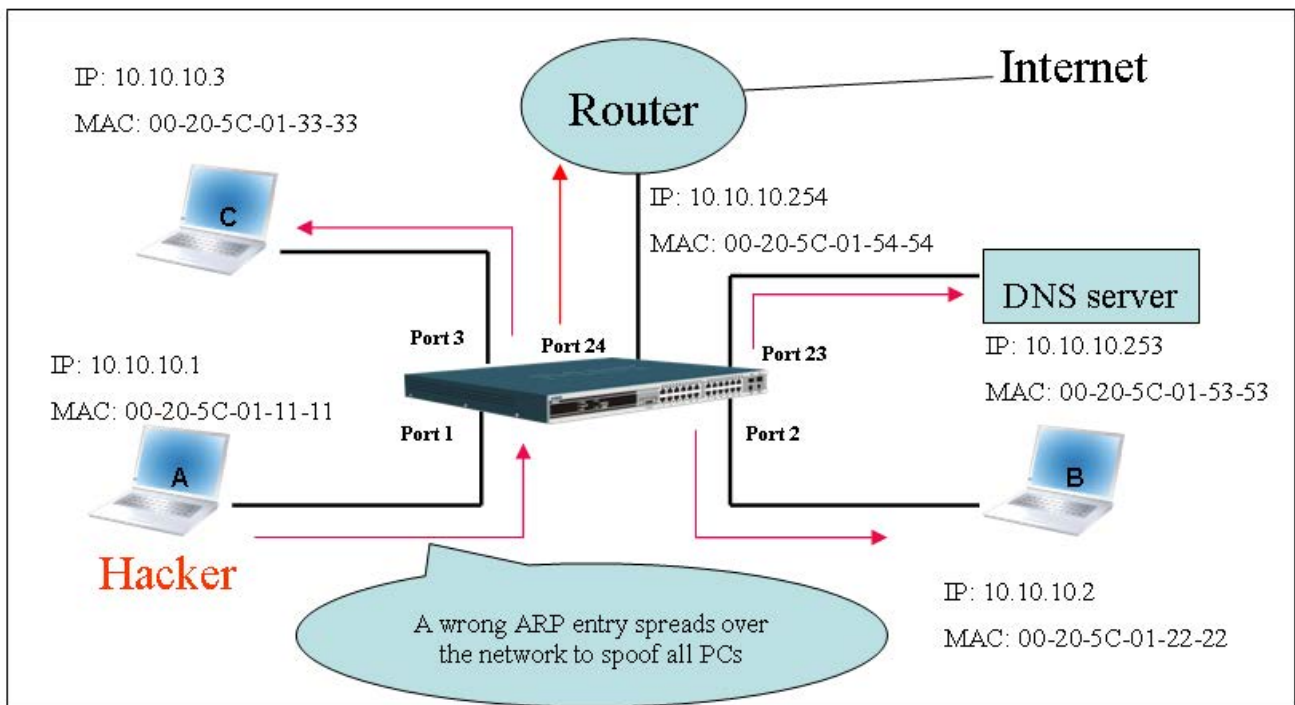 IP: 10.10.10.3
MAC: 00-20-5C-01-33-33
C
Router
Internet
IP: 10.10.10.254
MAC: 00-20-5C-01-54-54
DNS server
IP: 10.10.10.253
MAC: 00-20-5C-01-53-53
Port 3
Port 24
Port 23
IP: 10.10.10.1
MAC: 00-20-5C-01-11-11
Port 1
Port 2
A
Hacker
B
A wrong ARP entry spreads over
the network to spoof all PCs
IP: 10.10.10.2
MAC: 00-20-5C-01-22-22